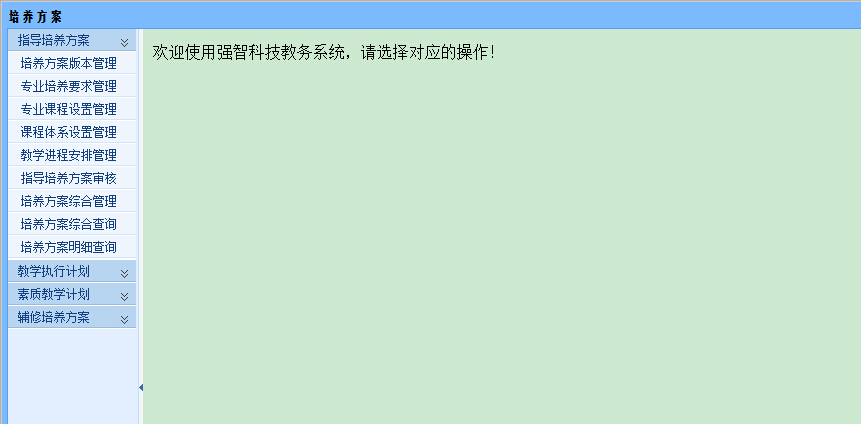 培养方案
指导培养方案
培养方案版本管理
专业培养要求管理
专业课程设置管理
课程体系设置管理
教学进程安排管理
指导培养方案审核
培养方案综合管理
培养方案综合查询
培养方案明细查询
教学执行计划
素质教学计划
辅修培养方案
欢迎使用强智科技教务系统，请选择对应的操作！